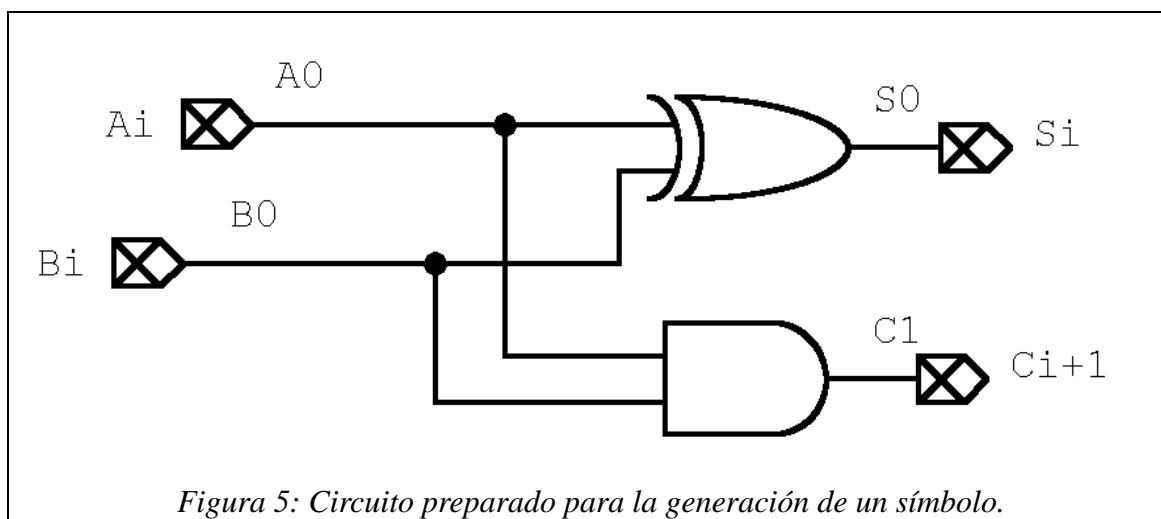 A0
S0
Ai
Si
B0
Bi
C1
Ci+1
Figura 5: Circuito preparado para la generación de un símbolo.